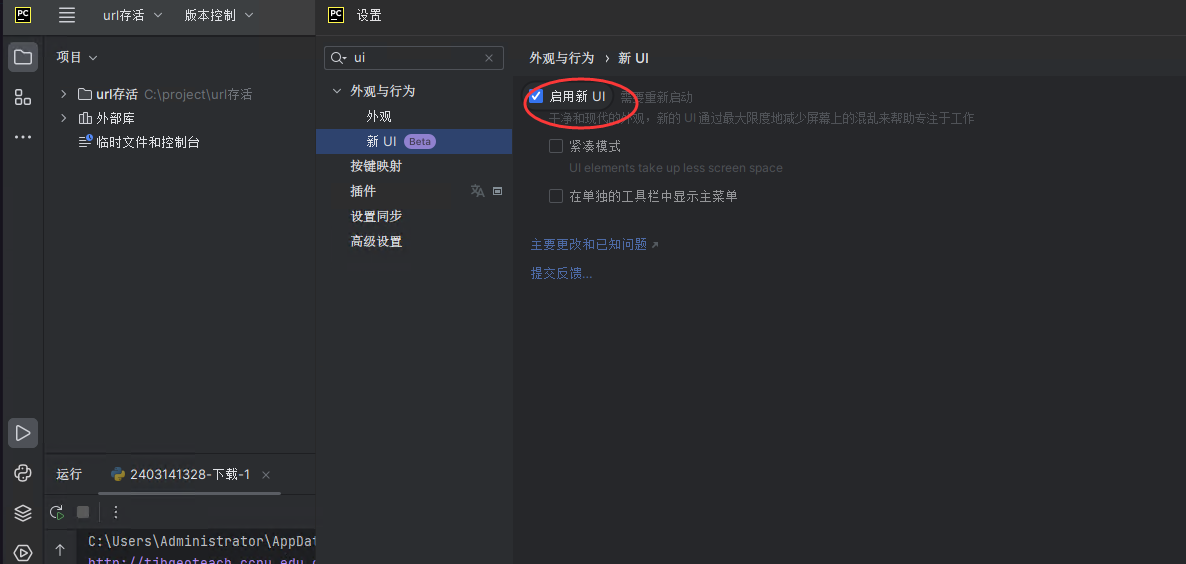 PC
url存活
版本控制
项目
url存活 C:\project\url存活
外部库
临时文件和控制台
运行
2403141328-下载-1
C:\Users\Administrator\AppDat
PC 设置
ui
外观与行为
外观
新 UI Beta
按键映射
插件
设置同步
高级设置
外观与行为 › 新 UI
启用新 UI 需要重新启动
干净和现代的外观，新的 UI 通过最大限度地减少屏幕上的混乱来帮助专注于工作
紧凑模式
UI elements take up less screen space
在单独的工具栏中显示主菜单
主要更改和已知问题
提交反馈...